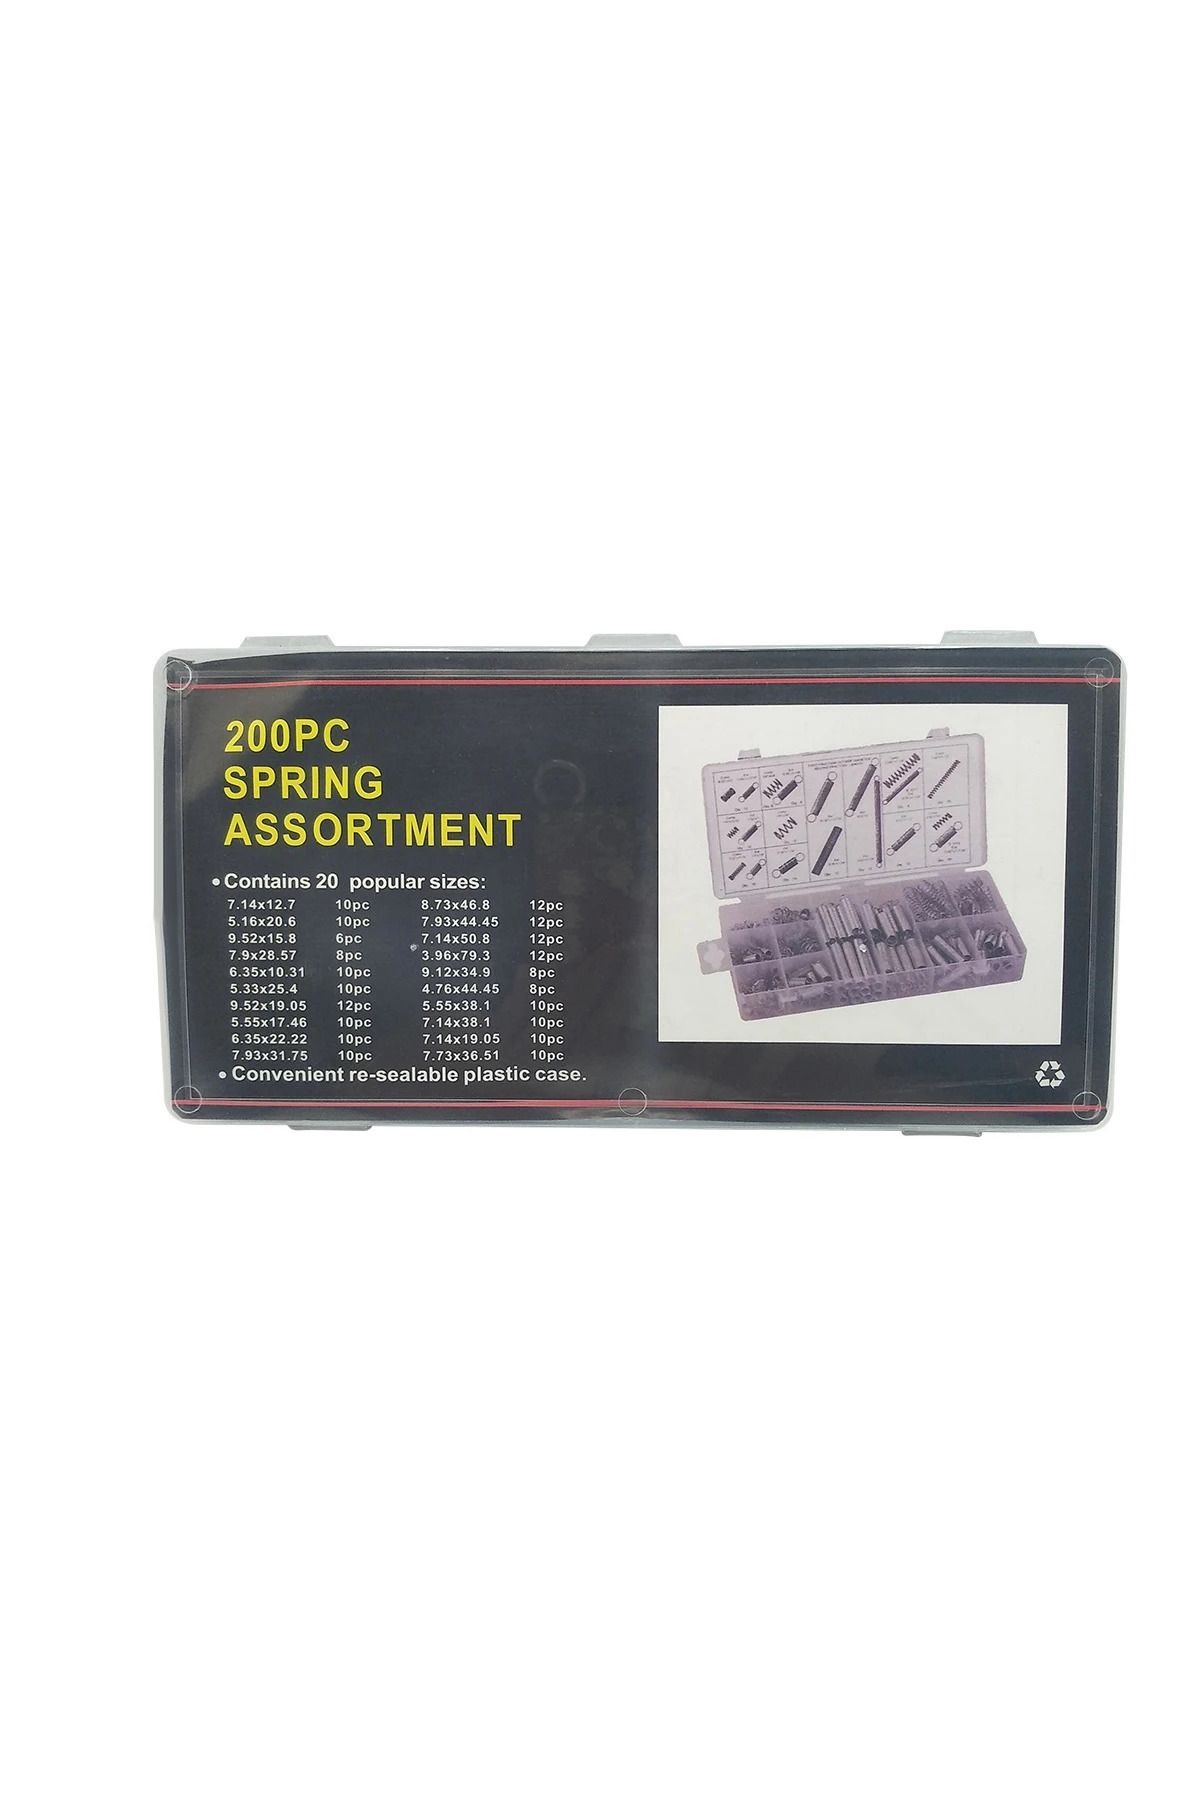 200PC
SPRING
ASSORTMENT
•Contains 20 popular sizes:
7.14x12.7 10pc 8.73x46.8 12pc
5.16x20.6 10pc 7.93x44.45 12pc
9.52x15.8 6pc 7.14x50.8 12pc
7.9x28.57 8pc 3.96x79.3 12pc
6.35x10.31 10pc 9.12x34.9 8pc
5.33x25.4 10pc 4.76x44.45 8pc
9.52x19.05 12pc 5.55x38.1 10pc
5.55x17.46 10pc 7.14x38.1 10pc
6.35x22.22 10pc 7.14x19.05 10pc
7.93x31.75 10pc 7.73x36.51 10pc
• Convenient re-sealable plastic case.